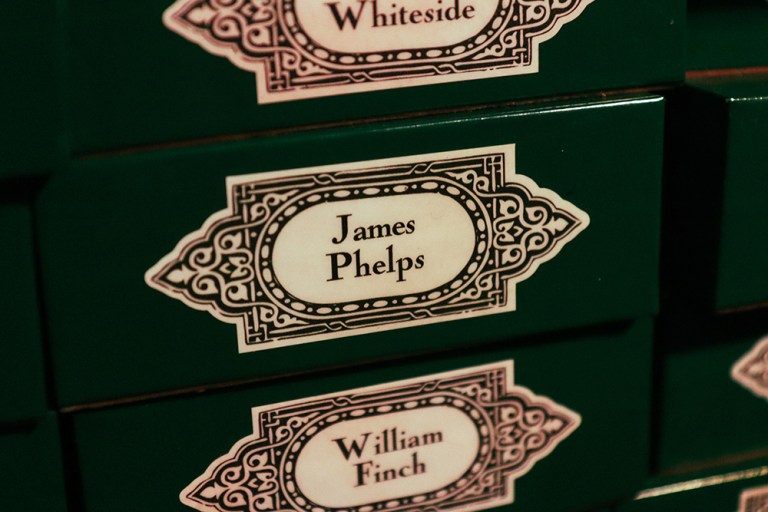 Whiteside
James
Phelps
William
Finch